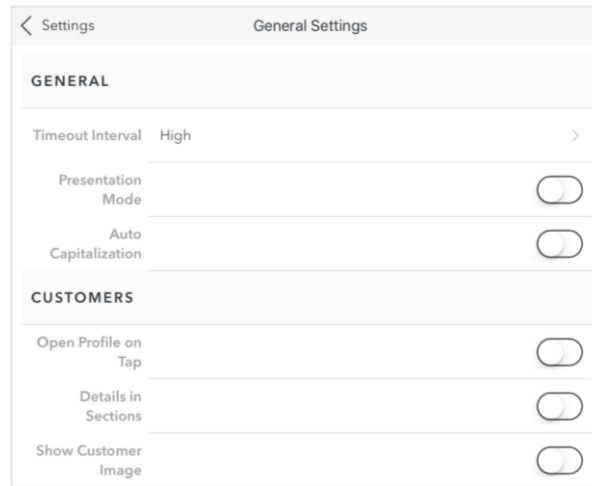 Settings
General Settings
GENERAL
Timeout Interval High
Presentation
Mode
Auto
Capitalization
CUSTOMERS
Open Profile on
Tap
Details in
Sections
Show Customer
Image